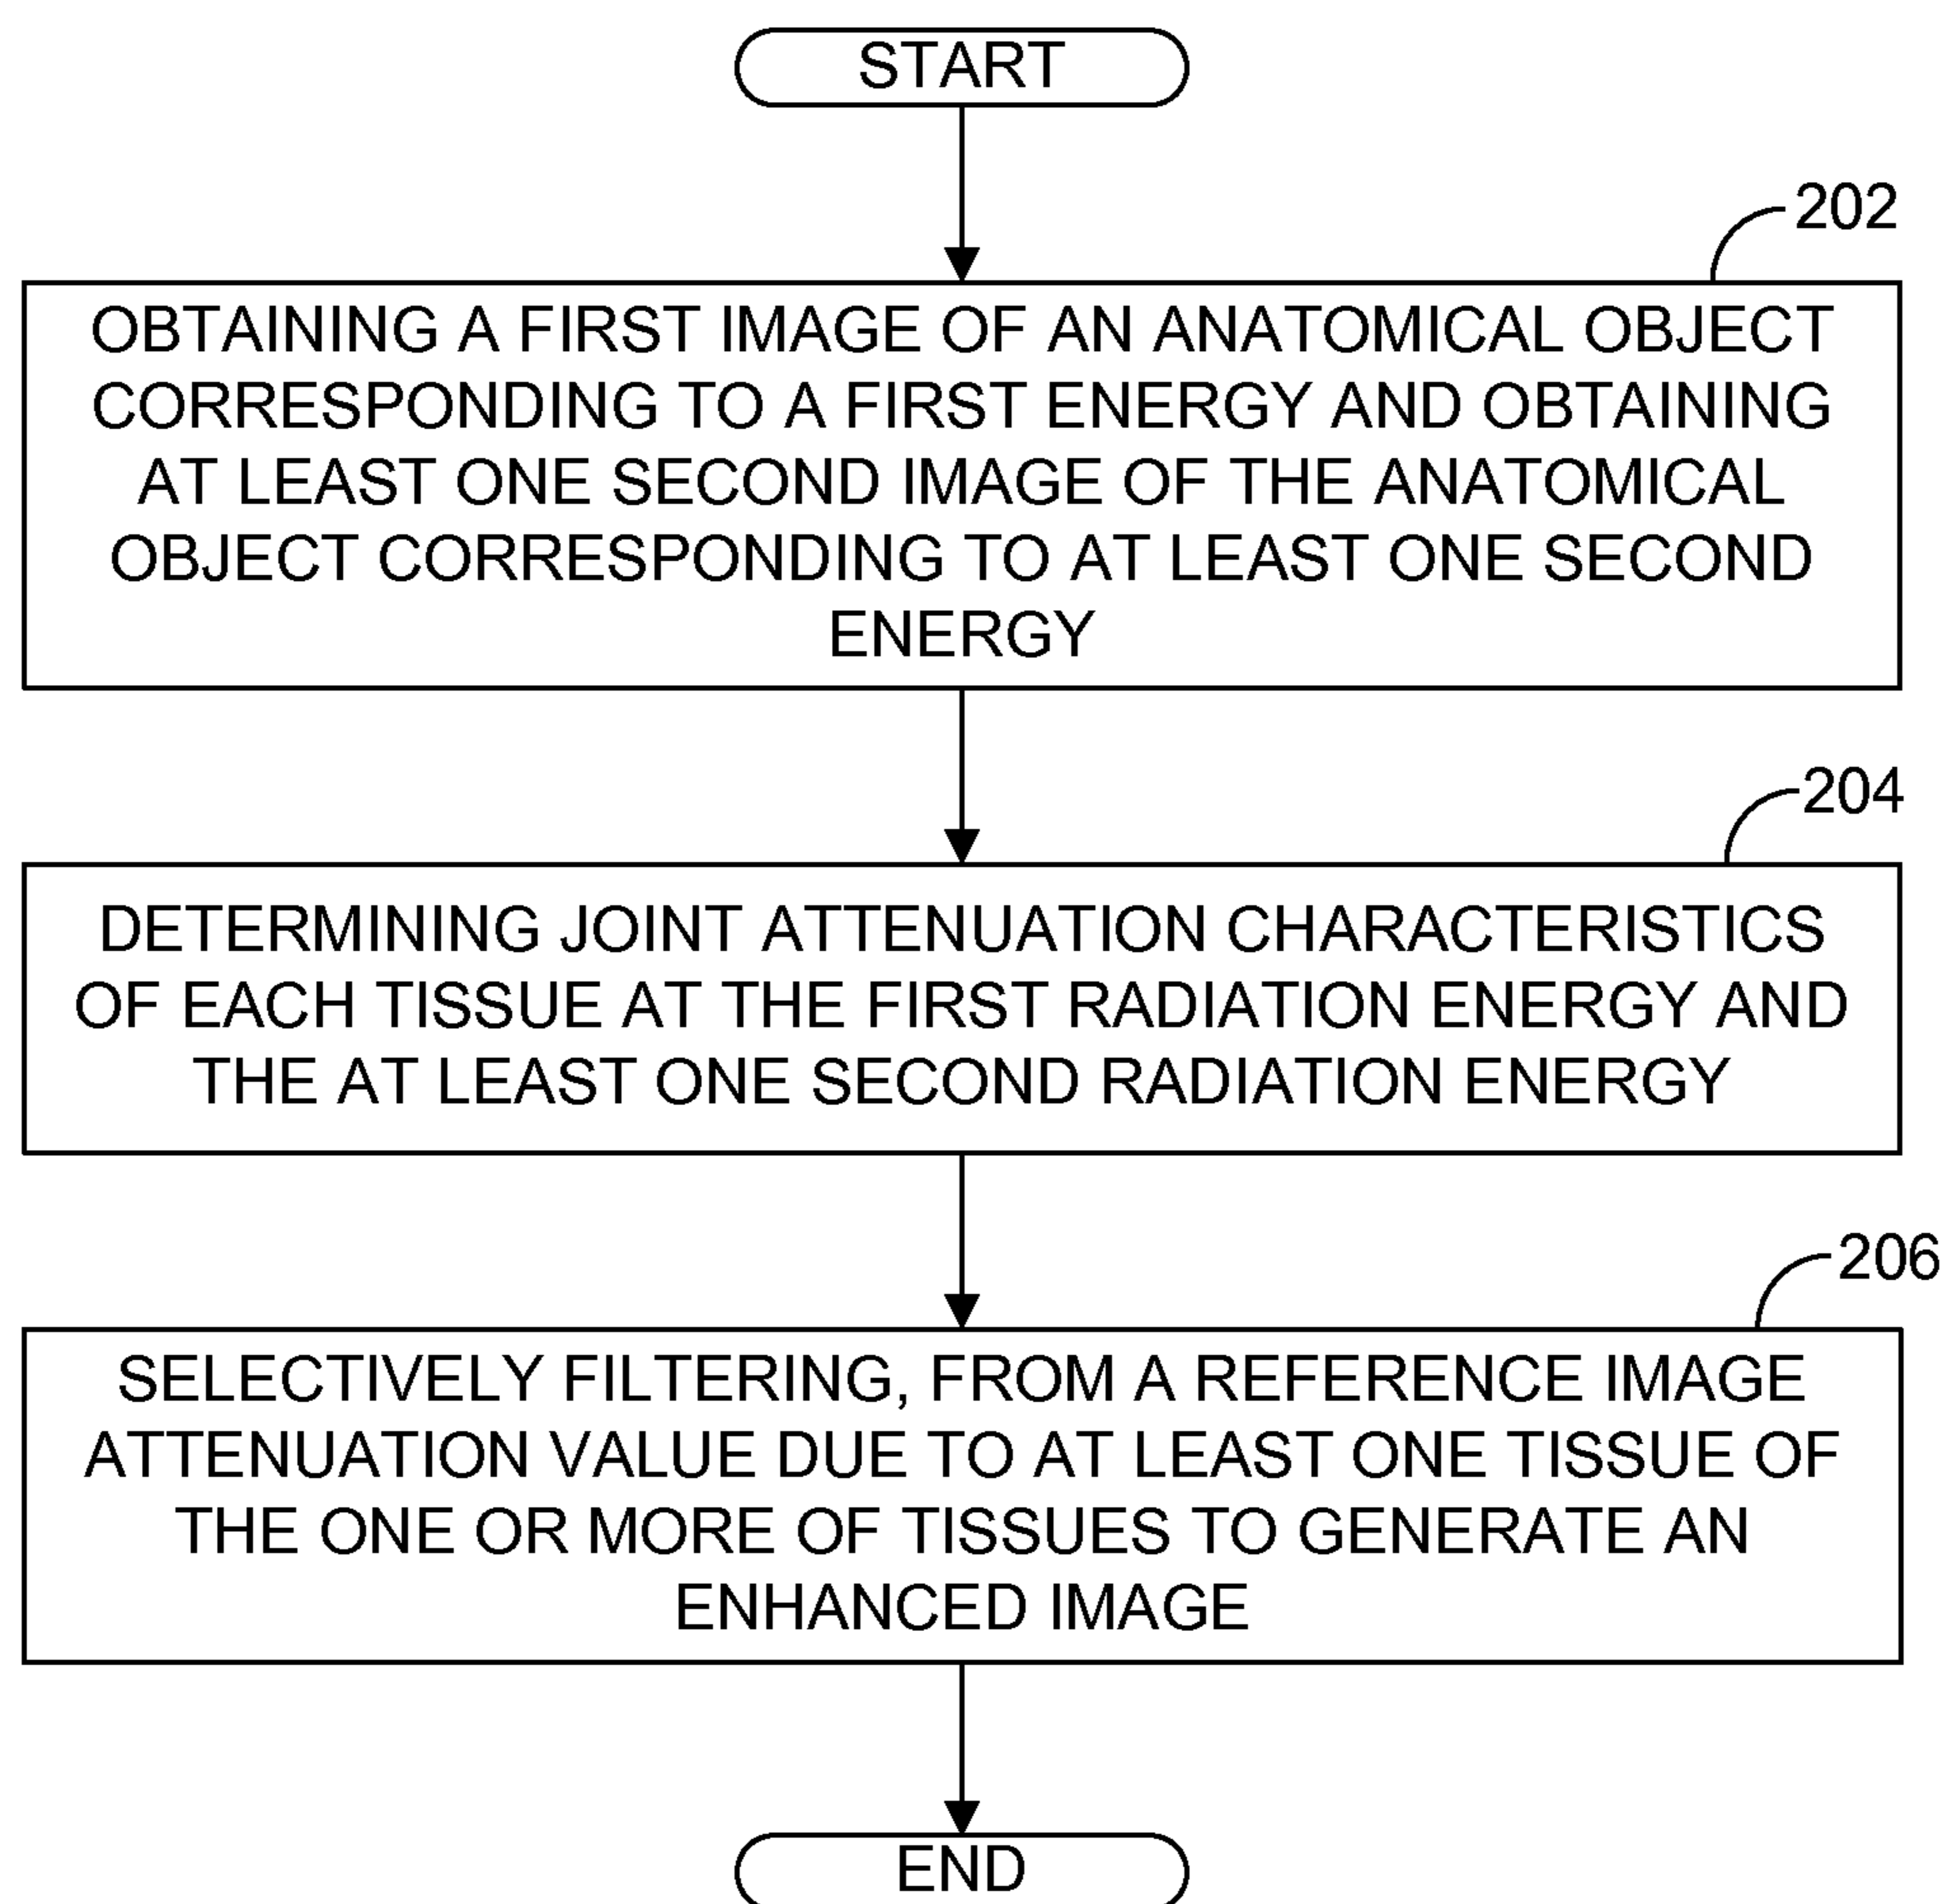 START
202
OBTAINING A FIRST IMAGE OF AN ANATOMICAL OBJECT
CORRESPONDING TO A FIRST ENERGY AND OBTAINING
AT LEAST ONE SECOND IMAGE OF THE ANATOMICAL
OBJECT CORRESPONDING TO AT LEAST ONE SECOND
ENERGY
204
DETERMINING JOINT ATTENUATION CHARACTERISTICS
OF EACH TISSUE AT THE FIRST RADIATION ENERGY AND
THE AT LEAST ONE SECOND RADIATION ENERGY
206
SELECTIVELY FILTERING, FROM A REFERENCE IMAGE
ATTENUATION VALUE DUE TO AT LEAST ONE TISSUE OF
THE ONE OR MORE OF TISSUES TO GENERATE AN
ENHANCED IMAGE
END